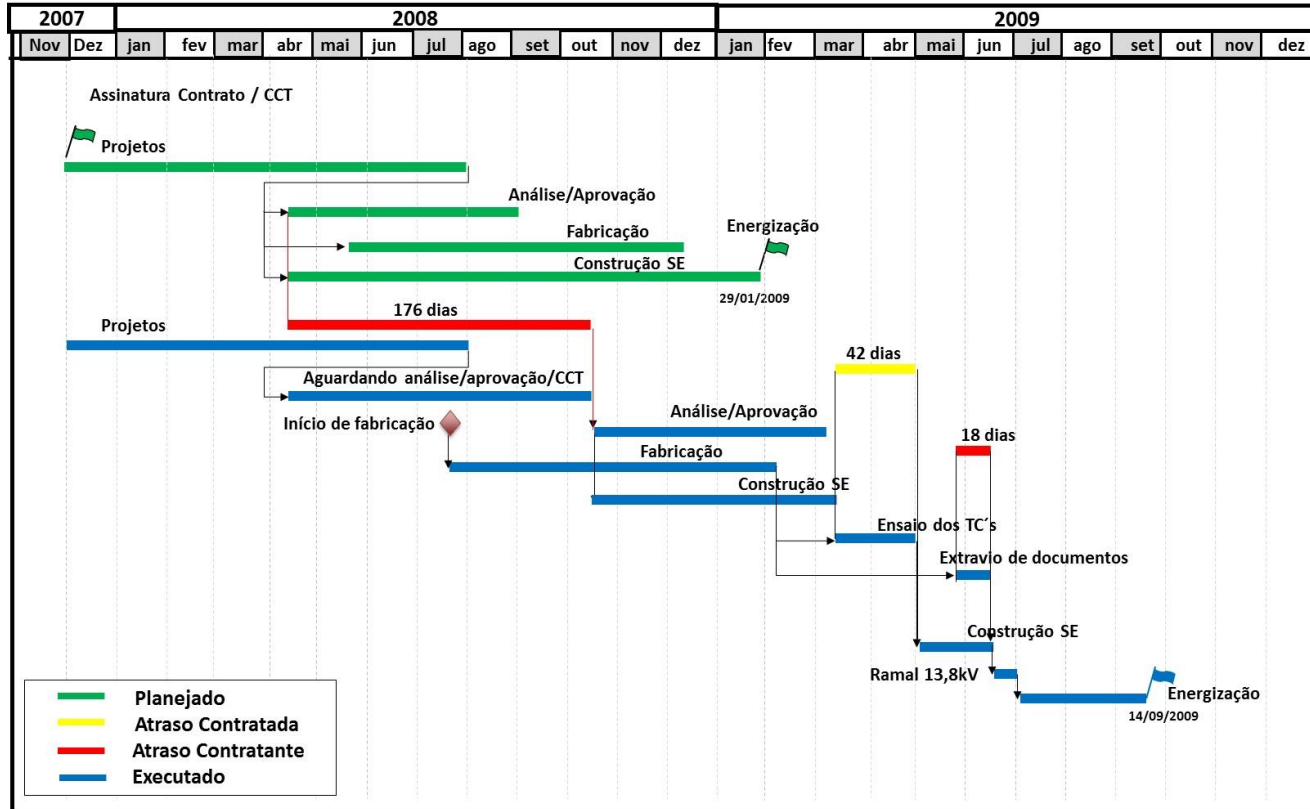 2007 2008 2009
Nov Dez jan fev mar abr mai jun jul ago set out nov dez jan fev mar abr mai jun jul ago set out nov dez
Assinatura Contrato / CCT
Projetos
Análise/Aprovação
Fabricação
Energização
Construção SE
29/01/2009
176 dias
Projetos
42 dias
Aguardando análise/aprovação/CCT
Análise/Aprovação
Início de fabricação
18 dias
Fabricação
Construção SE
Ensaio dos TC´s
Extravio de documentos
Construção SE
Ramal 13,8kV
Energização
14/09/2009
Planejado
Atraso Contratada
Atraso Contratante
Executado